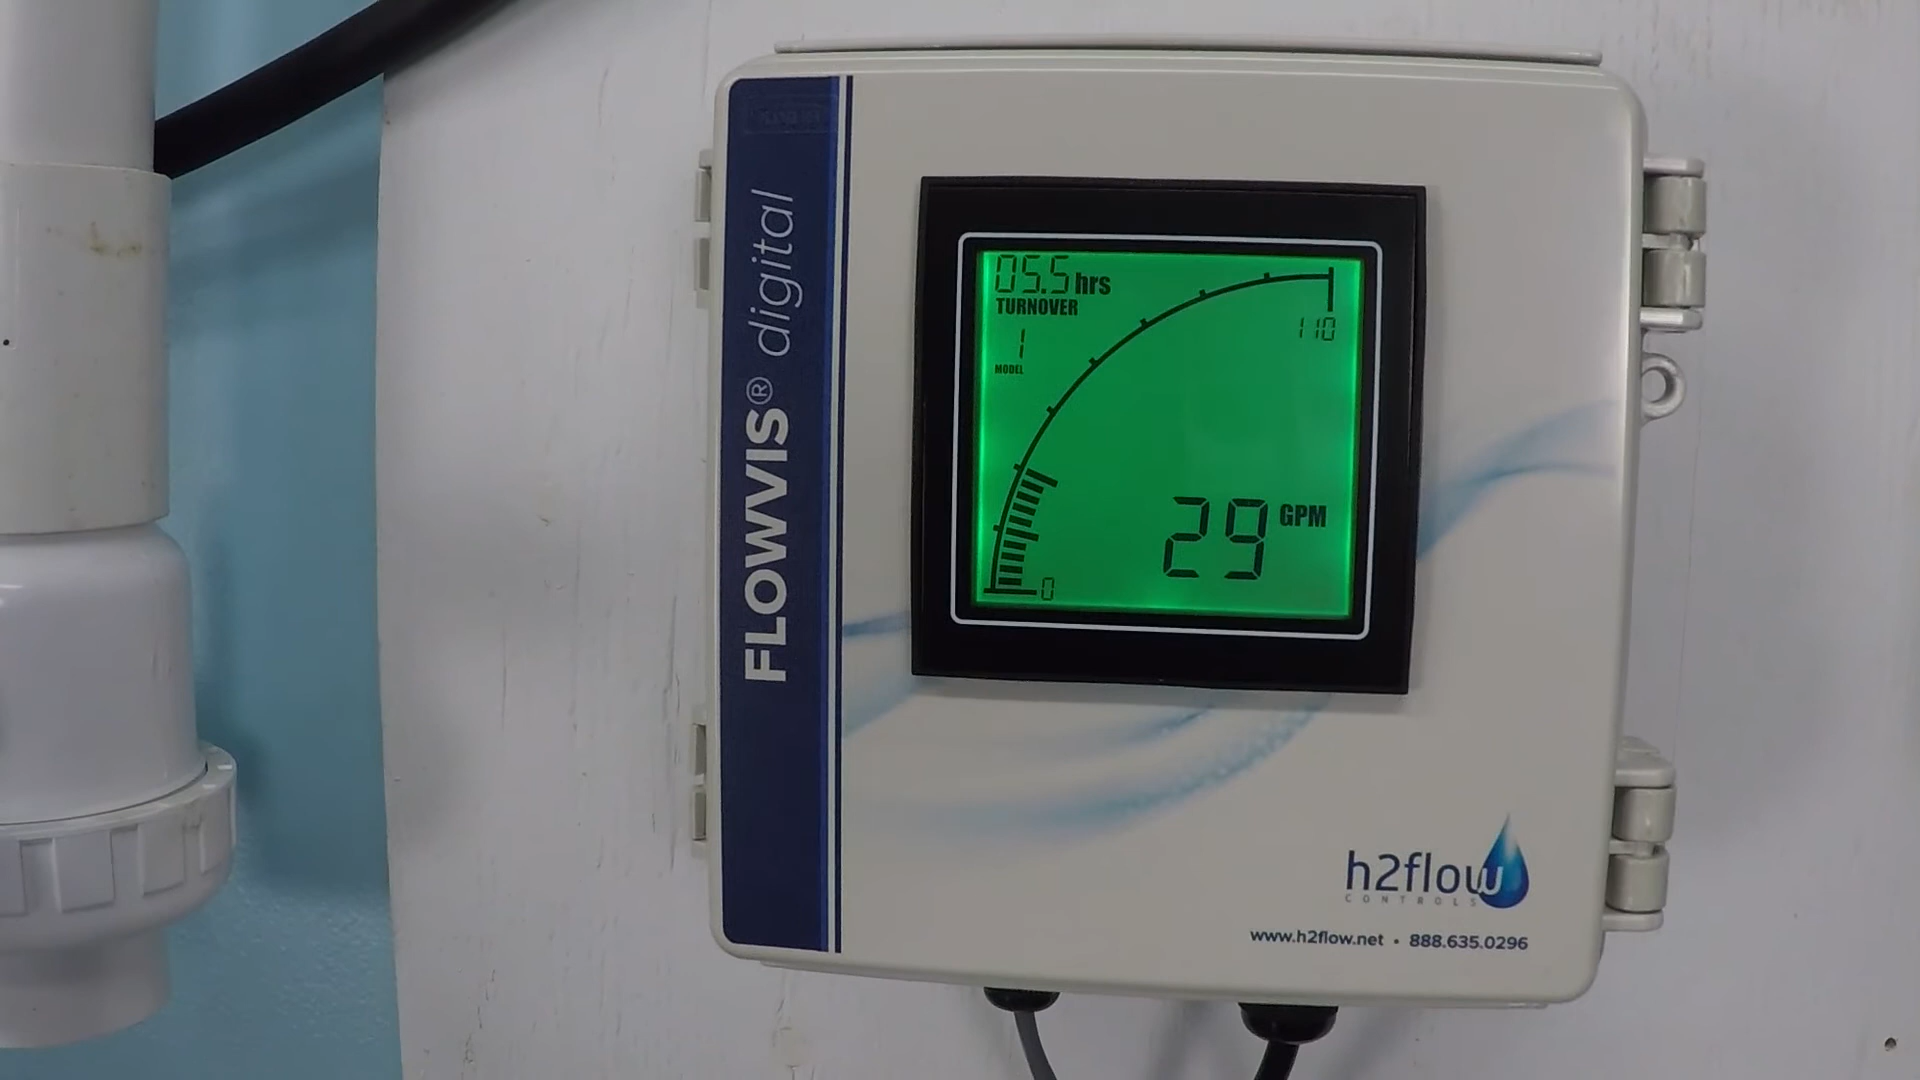 FLOWVIS® digital
05.5 hrs
TURNOVER
1
MODEL
110
29 GPM
0
h2flow
CONTROLS
www.h2flow.net • 888.635.0296